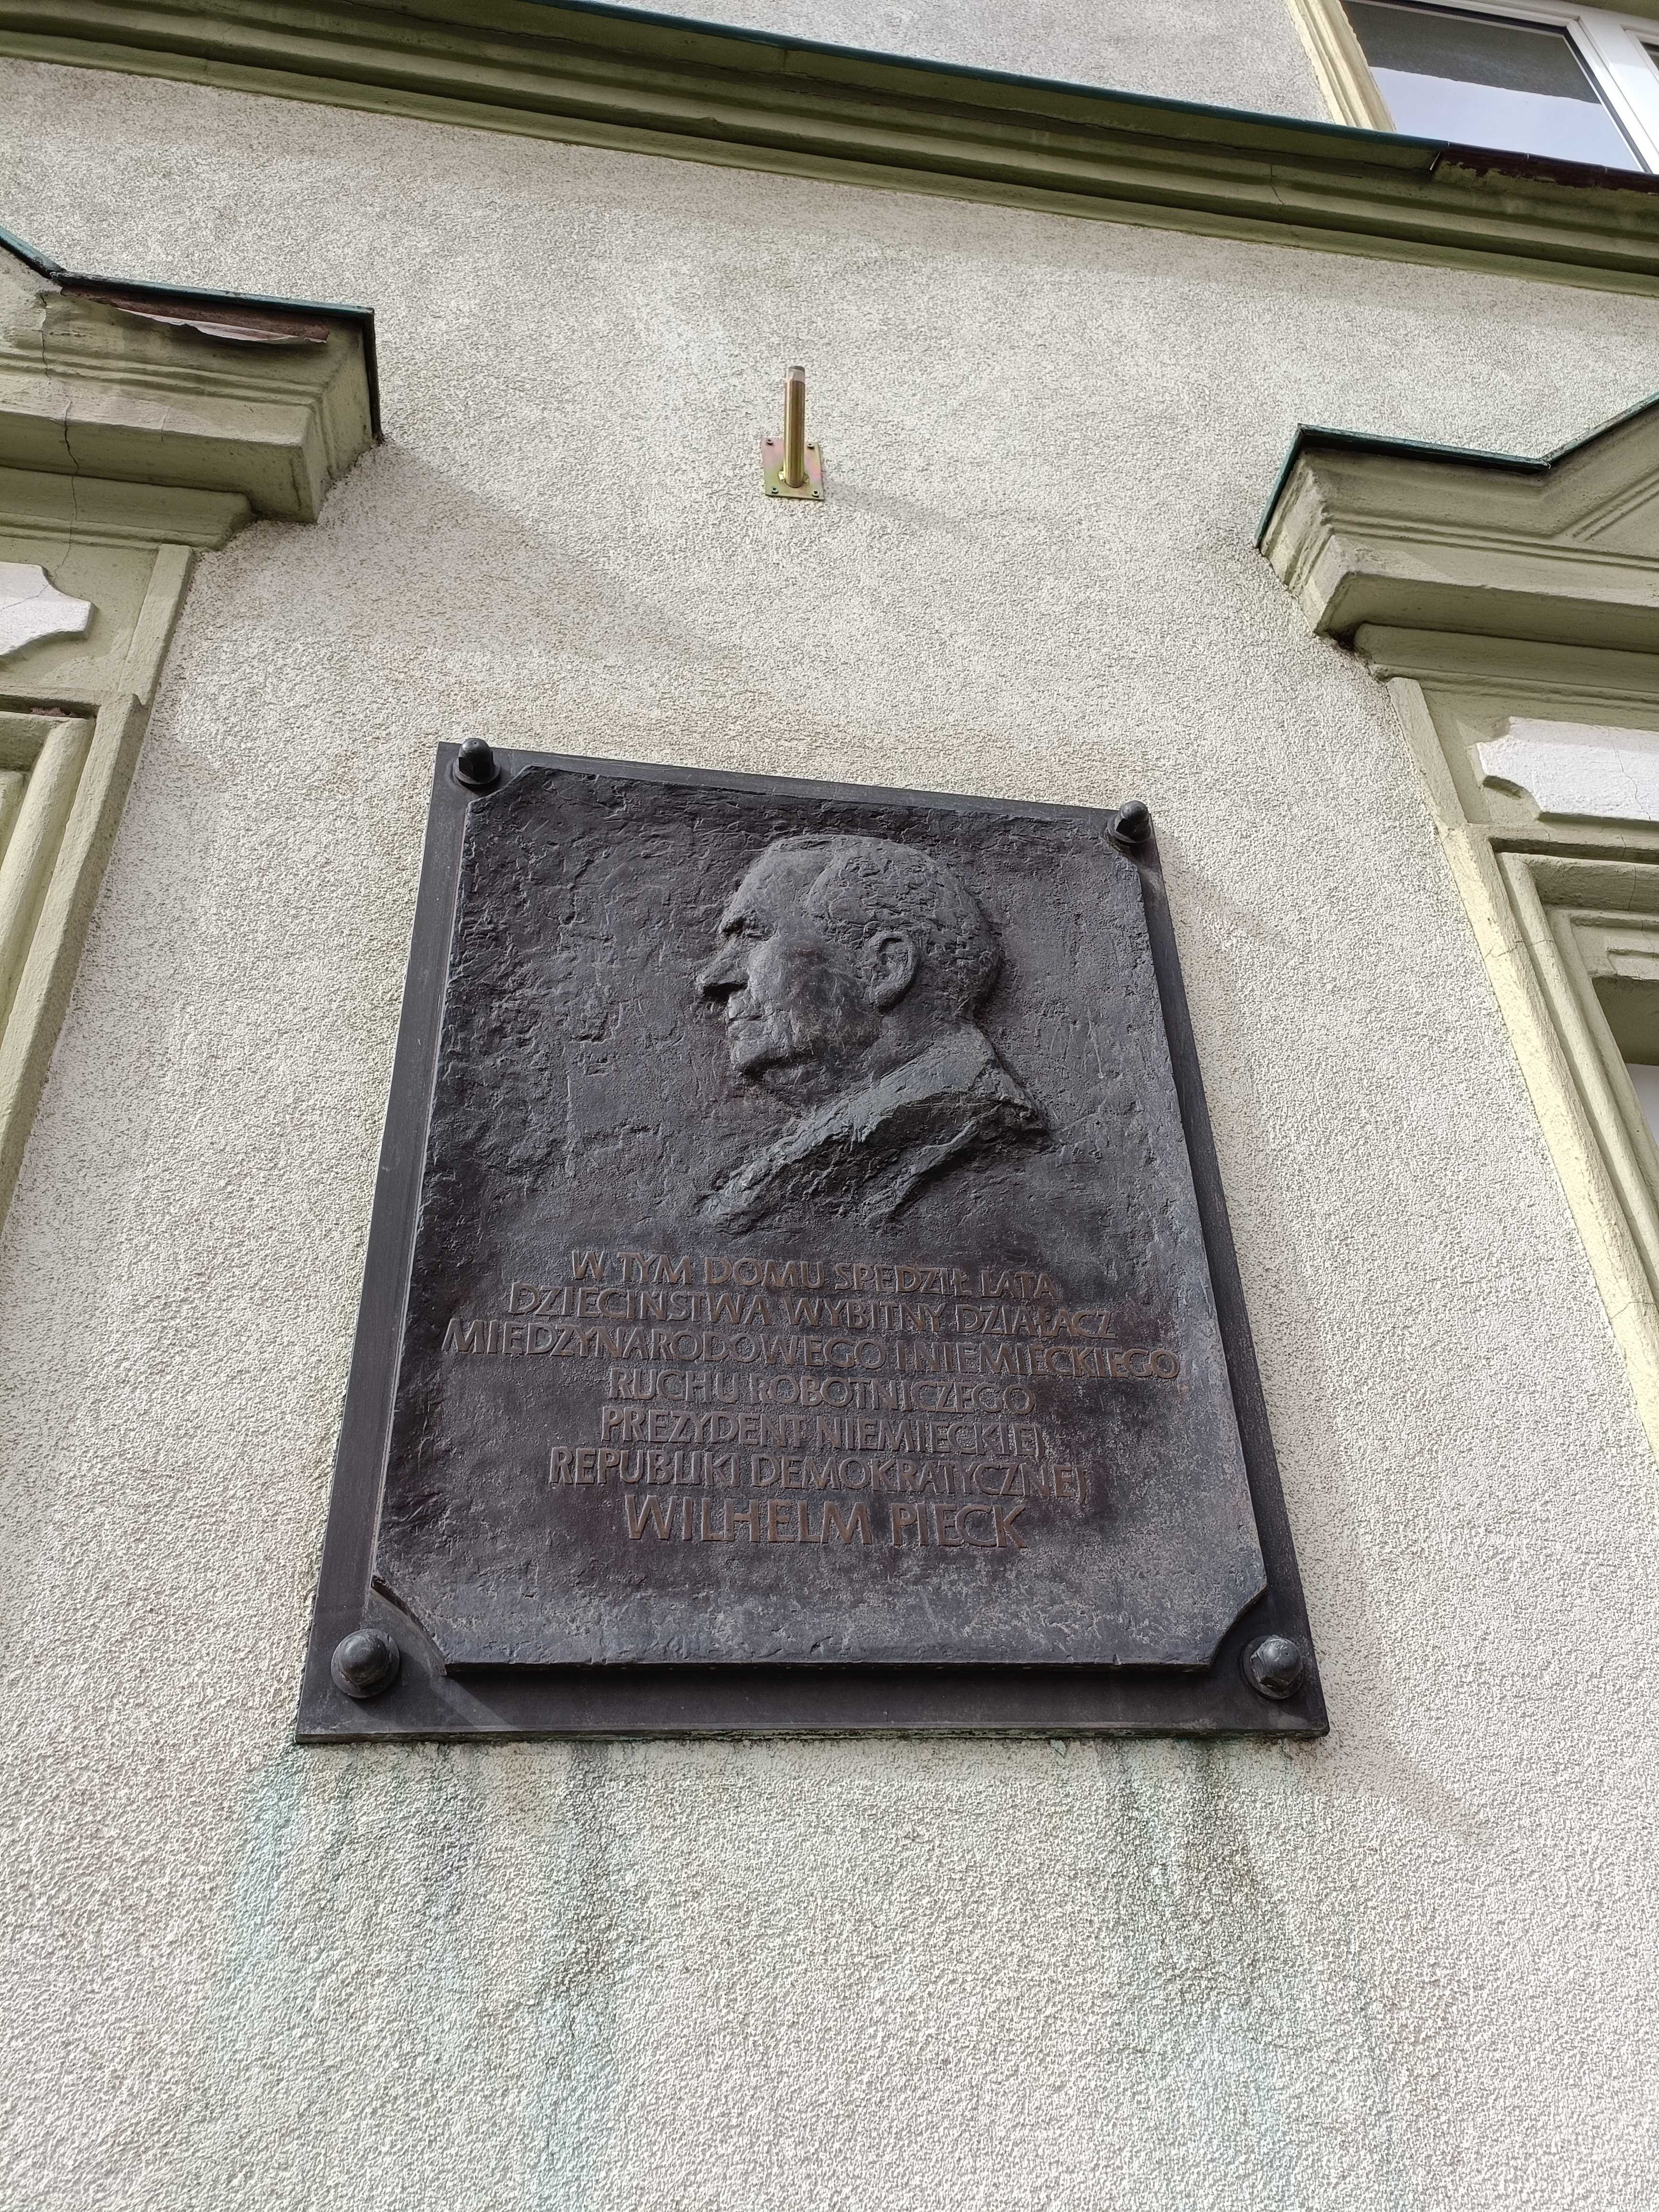 W TYM DOMU SPĘDZIŁ LATA
DZIECIŃSTWA WYBITNY DZIAŁACZ
MIĘDZYNARODOWEGO I NIEMIECKIEGO
RUCHU ROBOTNICZEGO
PREZYDENT NIEMIECKIEJ
REPUBLIKI DEMOKRATYCZNEJ
WILHELM PIECK